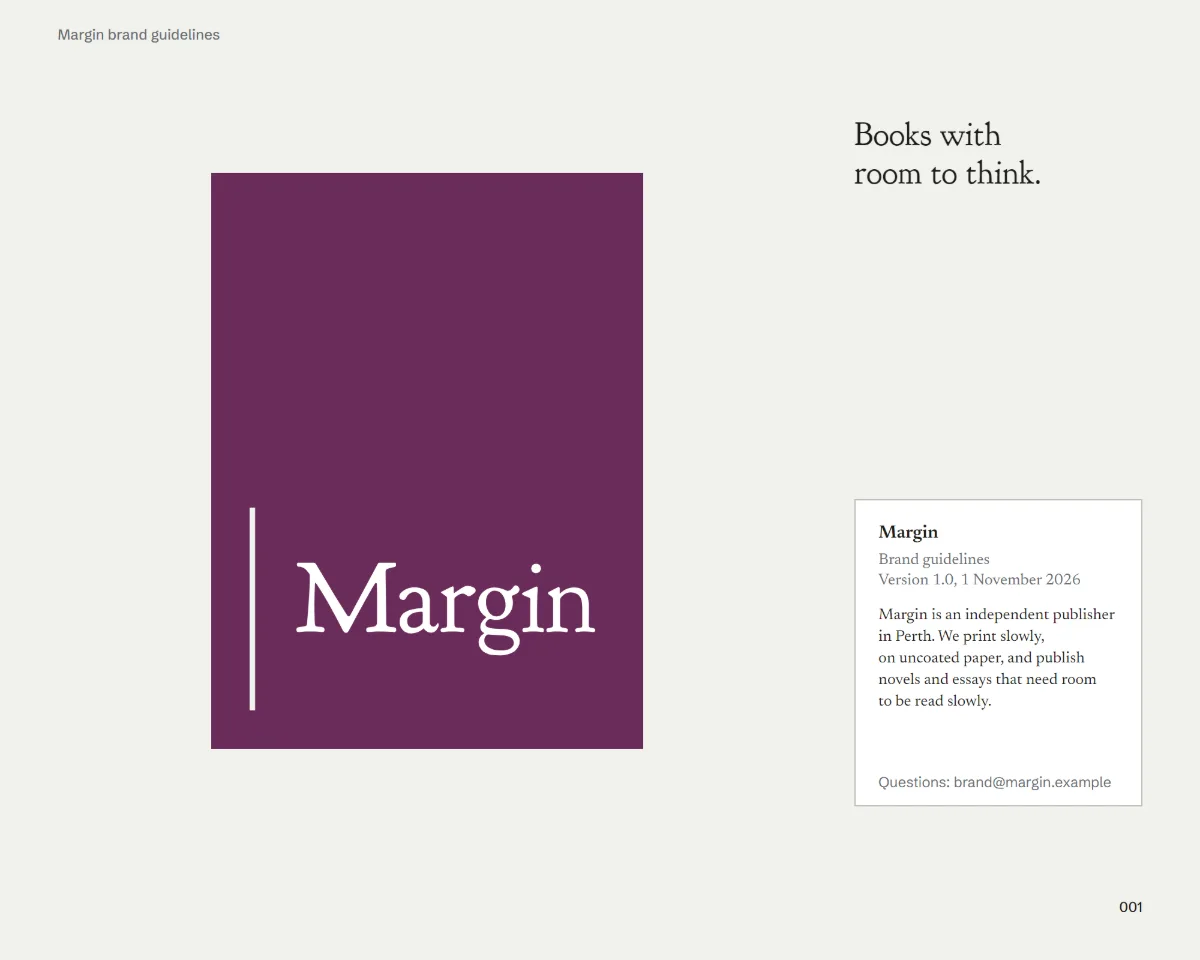 Margin brand guidelines
Books with
room to think.
Margin
Margin
Brand guidelines
Version 1.0, 1 November 2026
Margin is an independent publisher
in Perth. We print slowly,
on uncoated paper, and publish
novels and essays that need room
to be read slowly.
Questions: brand@margin.example
001